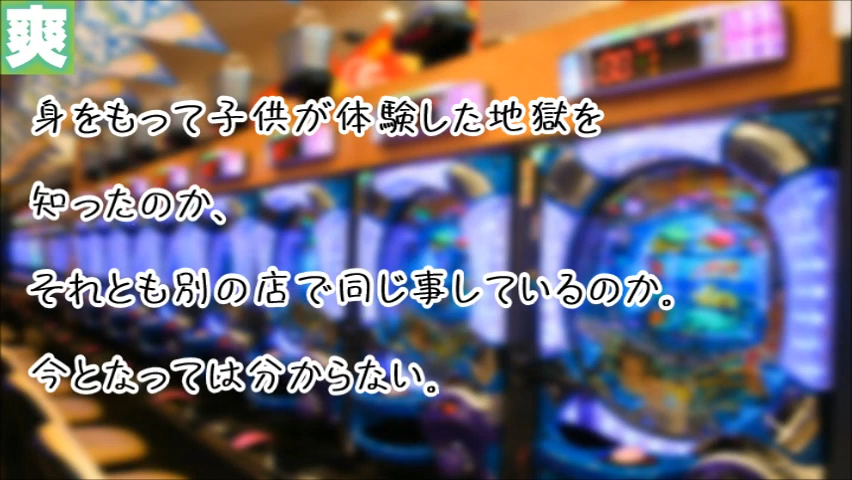 爽
身をもって子供が体験した地獄を
知ったのか、
それとも別の店で同じ事しているのか。
今となっては分からない。